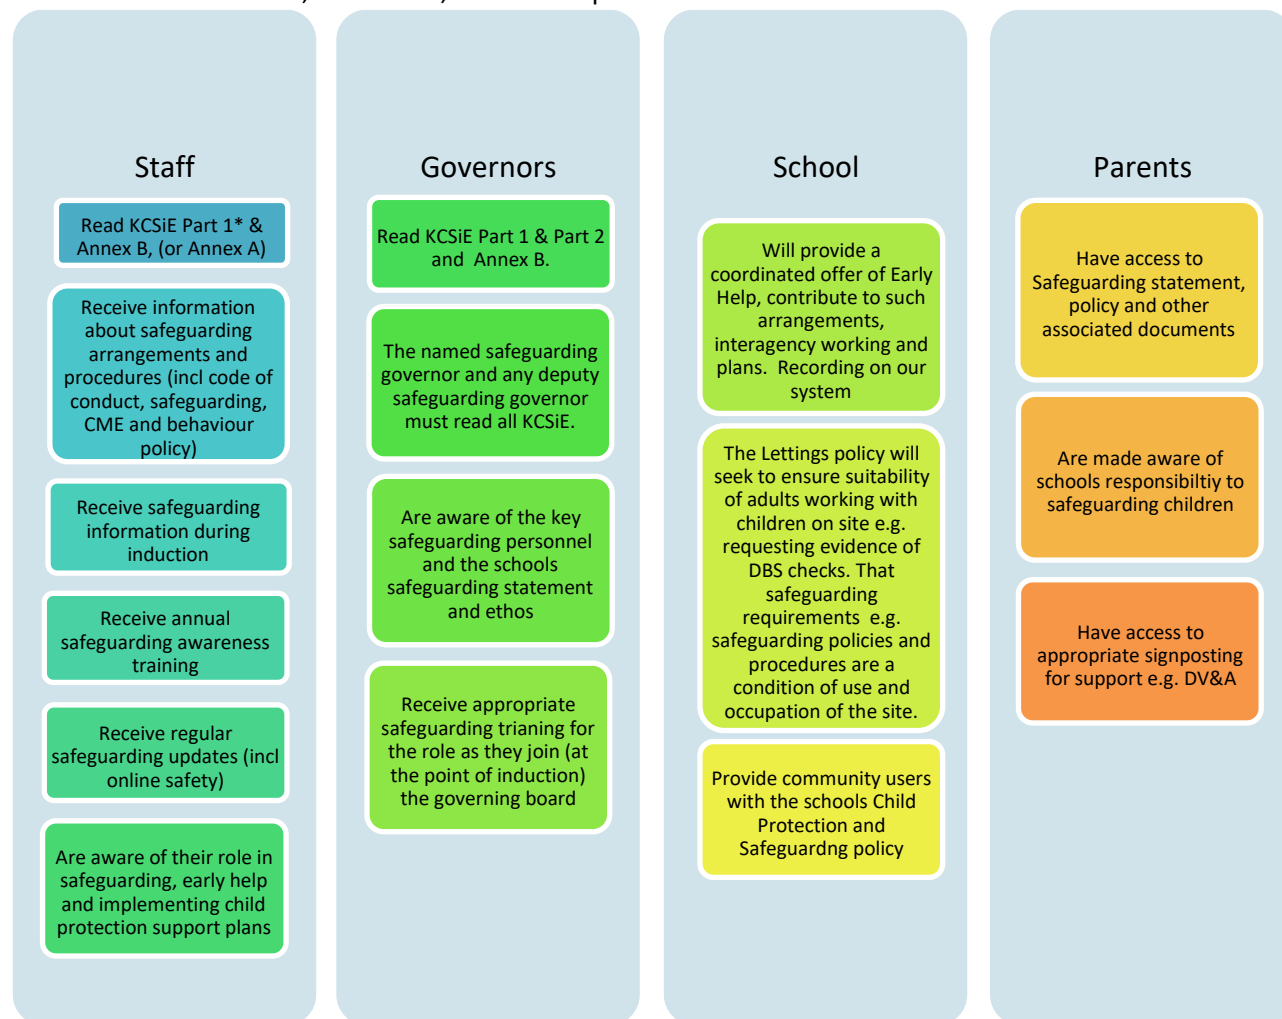 Staff
Read KCSiE Part 1* &
Annex B, (or Annex A)
Receive information
about safeguarding
arrangements and
procedures (incl code of
conduct, safeguarding,
CME and behaviour
policy)
Receive safeguarding
information during
induction
Receive annual
safeguarding awareness
training
Receive regular
safeguarding updates (incl
online safety)
Are aware of their role in
safeguarding, early help
and implementing child
protection support plans
Governors
Read KCSiE Part 1 & Part 2
and Annex B.
The named safeguarding
governor and any deputy
safeguarding governor
must read all KCSiE.
Are aware of the key
safeguarding personnel
and the schools
safeguarding statement
and ethos
Receive appropriate
safeguarding trianing for
the role as they join (at
the point of induction)
the governing board
School
Will provide a
coordinated offer of Early
Help, contribute to such
arrangements,
interagency working and
plans. Recording on our
system
The Lettings policy will
seek to ensure suitability
of adults working with
children on site e.g.
requesting evidence of
DBS checks. That
safeguarding
requirements e.g.
safeguarding policies and
procedures are a
condition of use and
occupation of the site.
Provide community users
with the schools Child
Protection and
Safeguardng policy
Parents
Have access to
Safeguarding statement,
policy and other
associated documents
Are made aware of
schools responsibiltiy to
safeguarding children
Have access to
appropriate signposting
for support e.g. DV&A